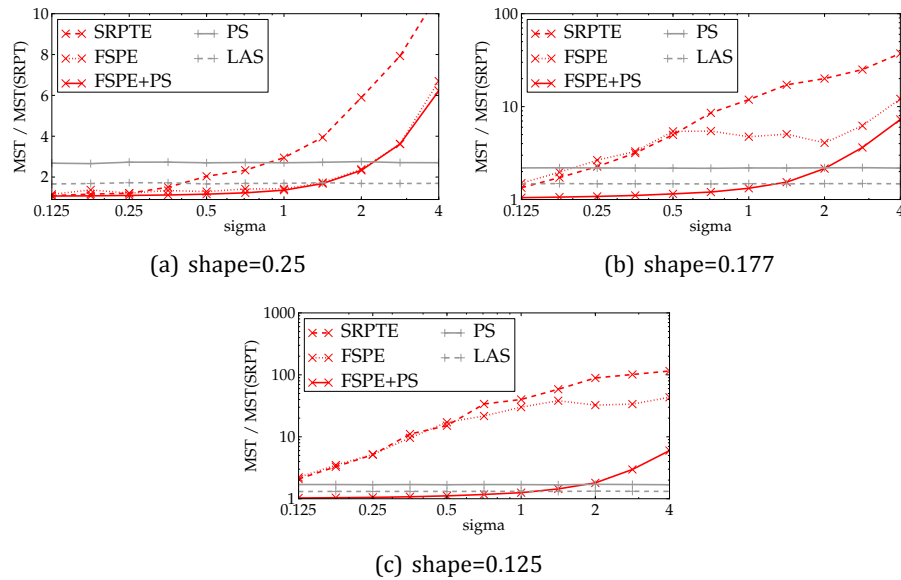 10
8
6
4
2
MST / MST(SRPT)
SRPTE
FSPE
FSPE+PS
PS
LAS
0.125 0.25 0.5 1 2 4
sigma
(a) shape=0.25
100
10
1
MST / MST(SRPT)
SRPTE
FSPE
FSPE+PS
PS
LAS
0.125 0.25 0.5 1 2 4
sigma
(b) shape=0.177
1000
100
10
1
MST / MST(SRPT)
SRPTE
FSPE
FSPE+PS
PS
LAS
0.125 0.25 0.5 1 2 4
sigma
(c) shape=0.125